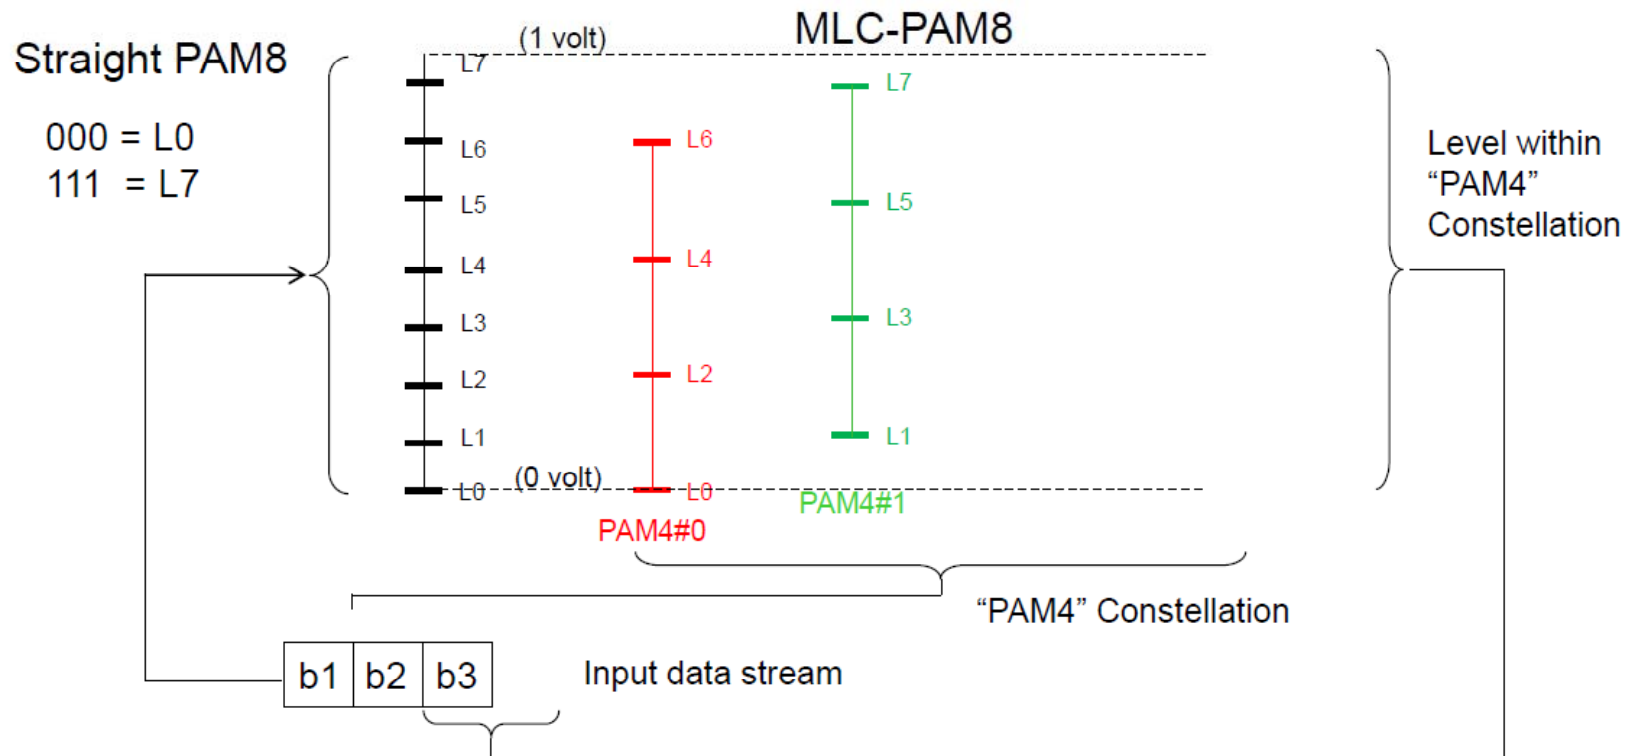 MLC-PAM8
Straight PAM8
(1 volt)
000 = L0
111 = L7
L7
L6
L5
L4
L3
L2
L1
L0
(0 volt)
L6
L4
L2
L0
PAM4#0
L7
L5
L3
L1
PAM4#1
Level within
“PAM4”
Constellation
“PAM4” Constellation
b1 b2 b3
Input data stream